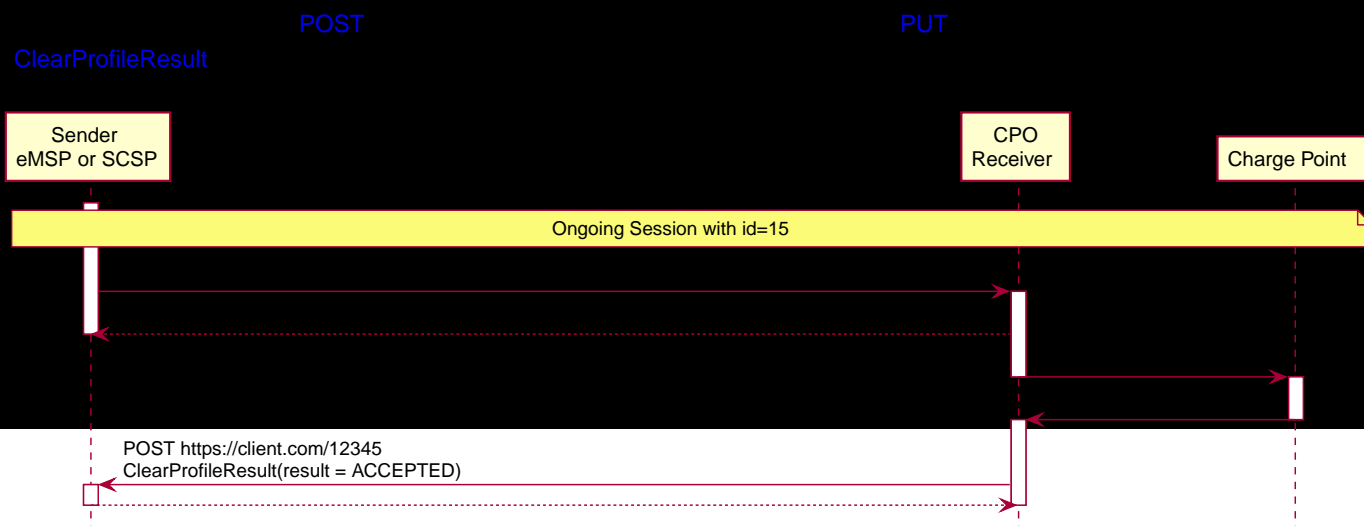 POST PUT
ClearProfileResult
Sender
eMSP or SCSP
CPO
Receiver
Charge Point
Ongoing Session with id=15
POST https://client.com/12345
ClearProfileResult(result = ACCEPTED)